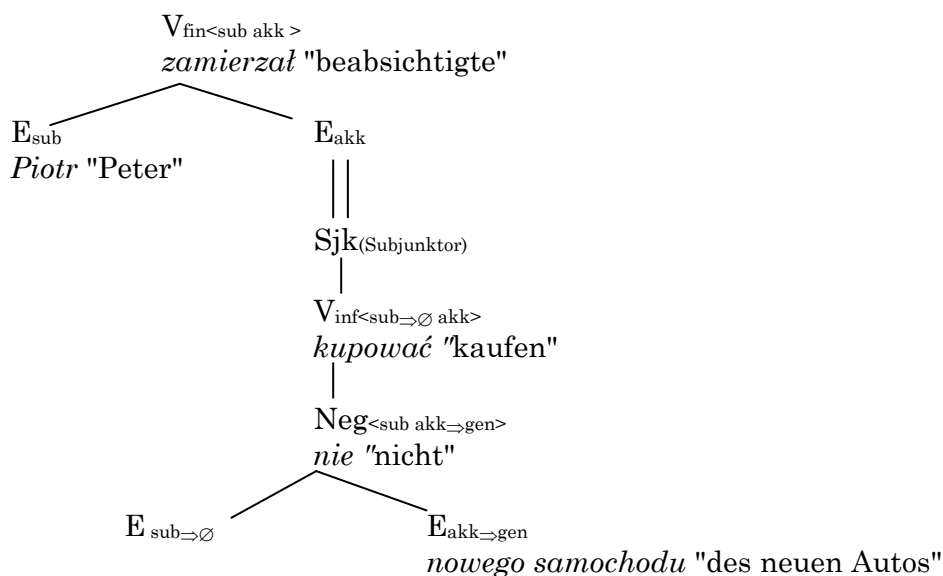 Vfin<sub akk >
zamierzał "beabsichtigte"
Esub Eakk
Piotr "Peter"
Sjk(Subjunktor)
Vinf<sub⇒∅ akk>
kupować "kaufen"
Neg<sub akk⇒gen>
nie "nicht"
E sub⇒∅ Eakk⇒gen
nowego samochodu "des neuen Autos"